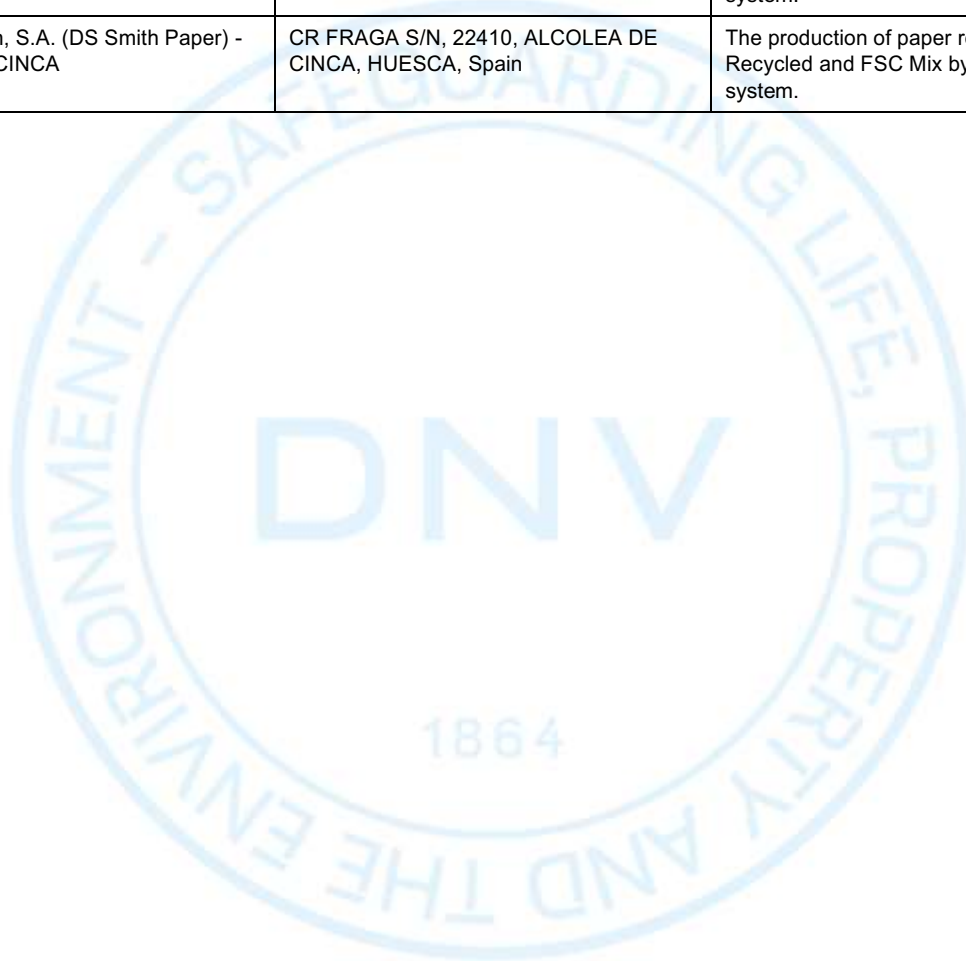 system.
, S.A. (DS Smith Paper) -
CINCA
CR FRAGA S/N, 22410, ALCOLEA DE
CINCA, HUESCA, Spain
The production of paper
Recycled and FSC Mix by
system.
SAFEGUARDING LIFE, PROPERTY AND THE ENVIRONMENT -
DNV
1864